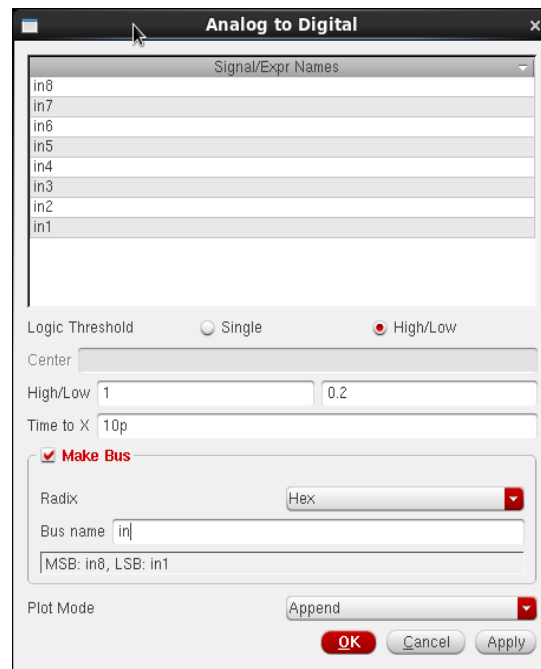 Analog to Digital
Signal/Expr Names
in8
in7
in6
in5
in4
in3
in2
in1
Logic Threshold Single High/Low
Center
High/Low 1 0.2
Time to X 10p
Make Bus
Radix Hex
Bus name in
MSB: in8, LSB: in1
Plot Mode Append
OK Cancel Apply